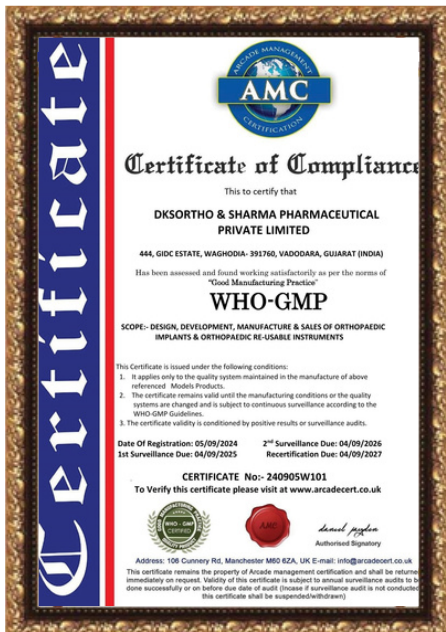 Certificate
ARCADE MANAGEMENT
AMC
CERTIFICATION
Certificate of Compliance
This to certify that
DKSORTHO & SHARMA PHARMACEUTICAL
PRIVATE LIMITED
444, GIDC ESTATE, WAGHODIA- 391760, VADODARA, GUJARAT (INDIA)
Has been assessed and found working satisfactorily as per the norms of
"Good Manufacturing Practice"
WHO-GMP
SCOPE:- DESIGN, DEVELOPMENT, MANUFACTURE & SALES OF ORTHOPAEDIC
IMPLANTS & ORTHOPAEDIC RE-USABLE INSTRUMENTS
This Certificate is issued under the following conditions:
1. It applies only to the quality system maintained in the manufacture of above
referenced Models Products.
2. The certificate remains valid until the manufacturing conditions or the quality
systems are changed and is subject to continuous surveillance according to the
WHO-GMP Guidelines.
3. The certificate validity is conditioned by positive results or surveillance audits.
Date Of Registration: 05/09/2024 2nd Surveillance Due: 04/09/2026
1st Surveillance Due: 04/09/2025 Recertification Due: 04/09/2027
CERTIFICATE No:- 240905W101
To Verify this certificate please visit at www.arcadecert.co.uk
WHO - GMP
CERTIFIED
AMC
Authorised Signatory
Address: 106 Cunnery Rd, Manchester M60 6ZA, UK E-mail: info@arcadecert.co.uk
This certificate remains the property of Arcade management certification and shall be returne
immediately on request. Validity of this certificate is subject to annual surveillance audits to b
done successfully or on before due date of audit (Incase if surveillance audit is not conducted
this certificate shall be suspended/withdrawn)